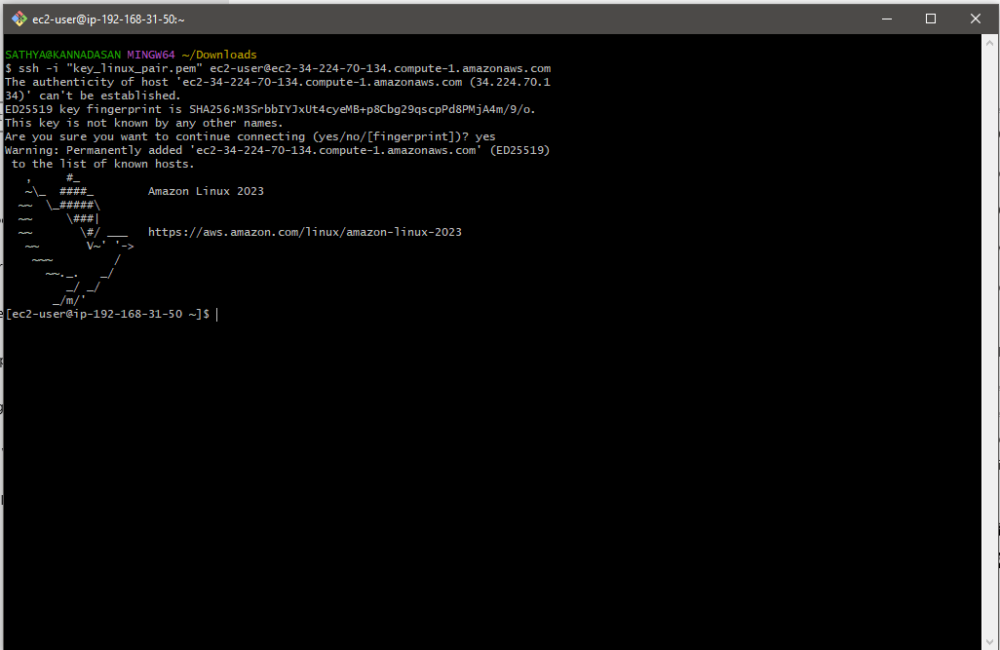 ec2-user@ip-192-168-31-50:~
SATHYA@KANNADASAN MINGW64 ~/Downloads
$ ssh -i "key_linux_pair.pem" ec2-user@ec2-34-224-70-134.compute-1.amazonaws.com
The authenticity of host 'ec2-34-224-70-134.compute-1.amazonaws.com (34.224.70.1
34)' can't be established.
ED25519 key fingerprint is SHA256:M3SrbbIYJxUt4cyeMB+p8Cbg29qscpPd8PMjA4m/9/o.
This key is not known by any other names.
Are you sure you want to continue connecting (yes/no/[fingerprint])? yes
Warning: Permanently added 'ec2-34-224-70-134.compute-1.amazonaws.com' (ED25519)
 to the list of known hosts.
   ,     #_
   ~\_  ####_        Amazon Linux 2023
  ~~  \_#####\
  ~~     \###|
  ~~       \#/ ___   https://aws.amazon.com/linux/amazon-linux-2023
   ~~       V~' '->
    ~~~         /
      ~~._.   _/
         _/ _/
       _/m/'
[ec2-user@ip-192-168-31-50 ~]$